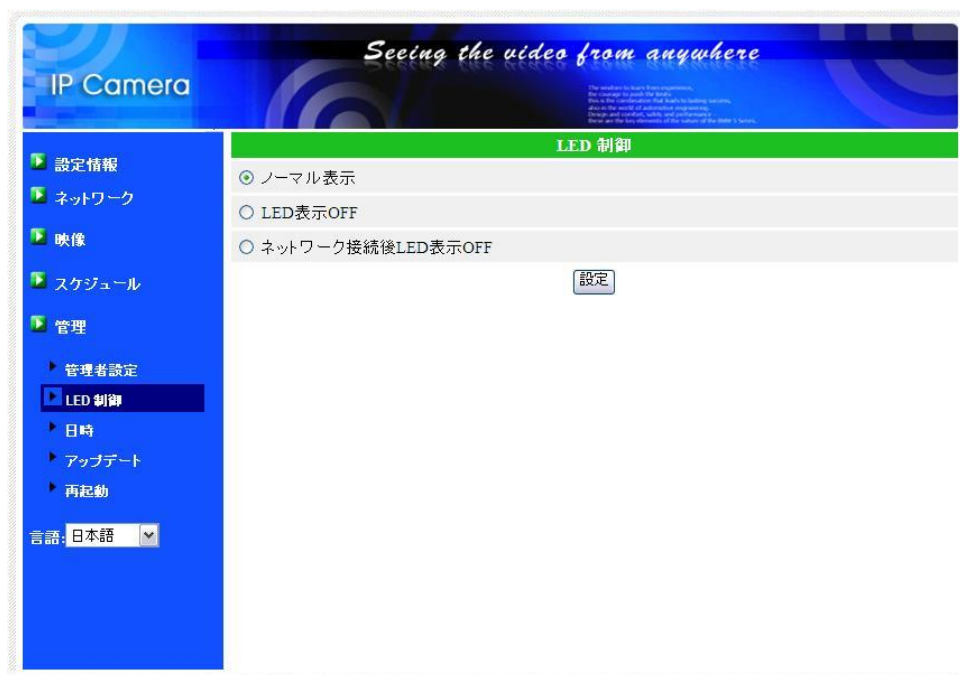 Seeing the video from anywhere
IP Camera
LED 制御
設定情報
ネットワーク
映像
スケジュール
管理
管理者設定
LED 制御
日時
アップデート
再起動
言語: 日本語
ノーマル表示
LED表示OFF
ネットワーク接続後LED表示OFF
設定